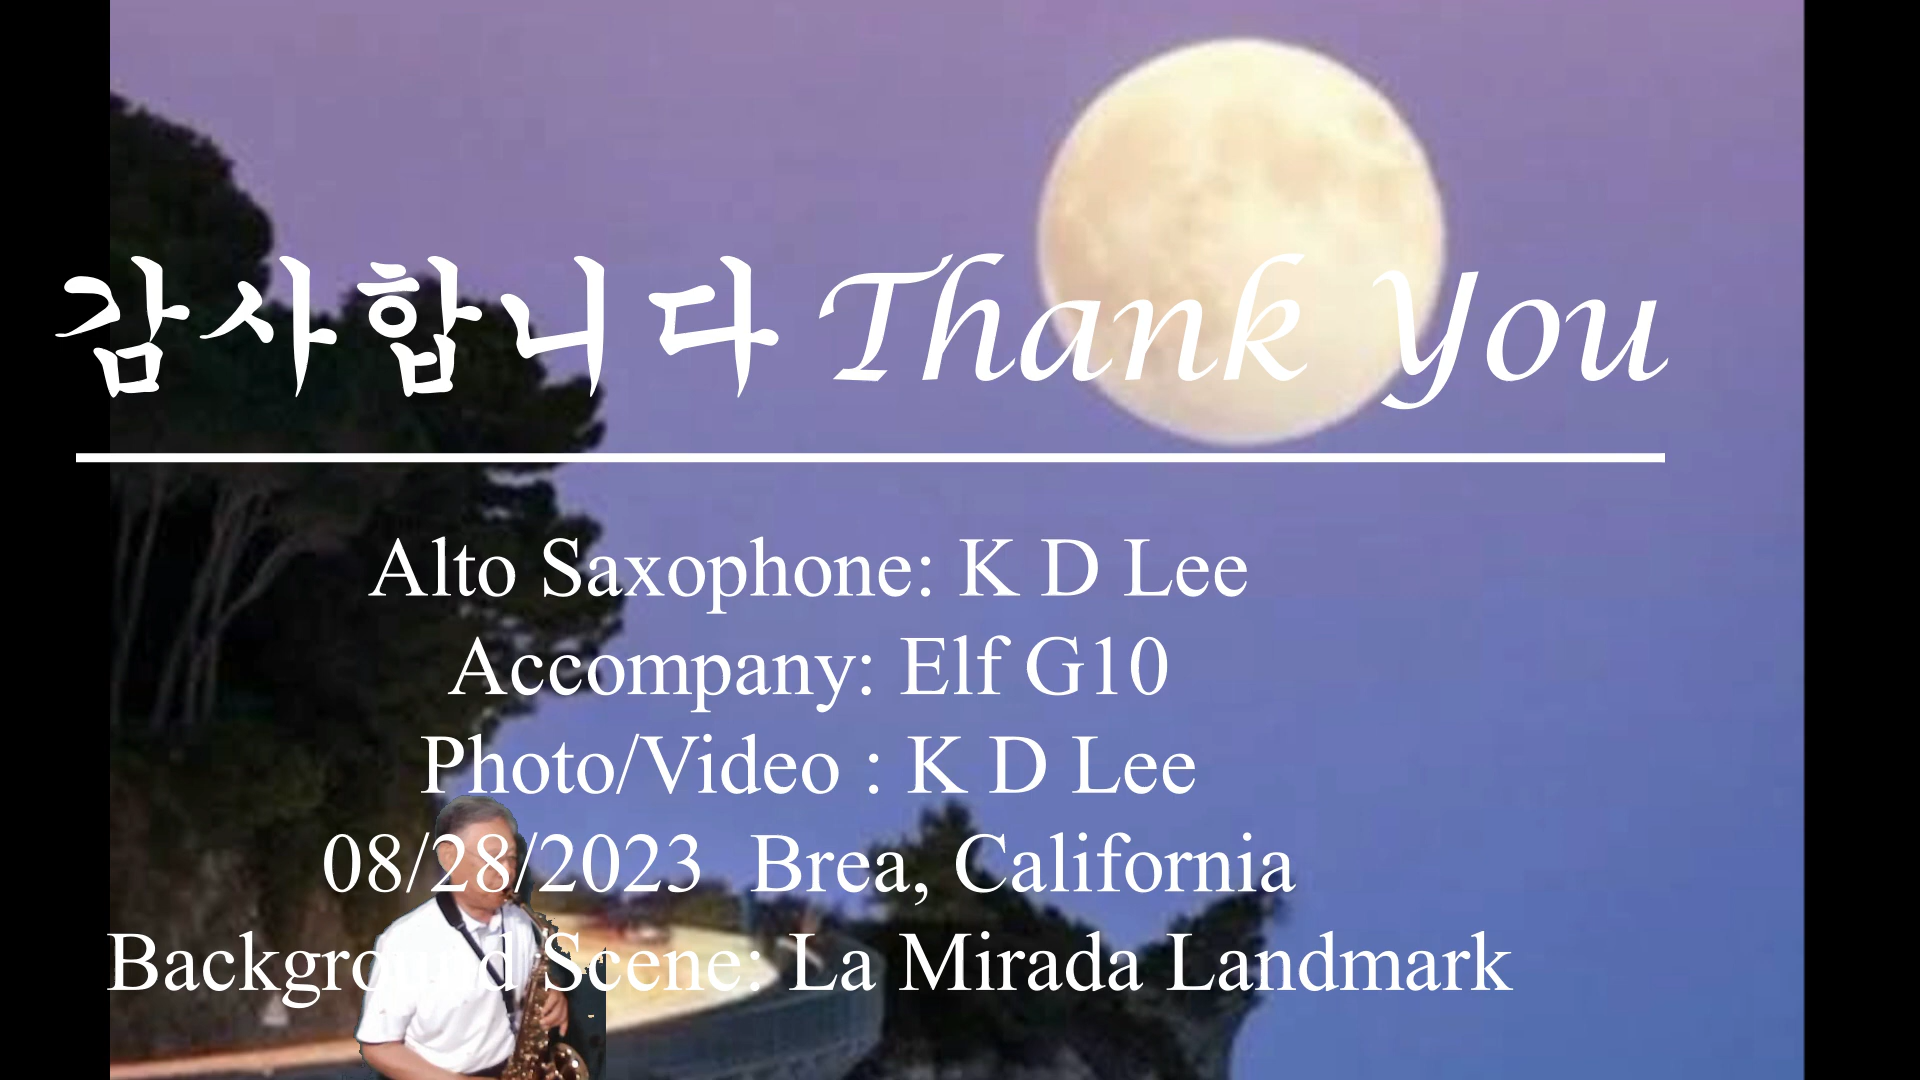 감사합니다 Thank You
Alto Saxophone: K D Lee
Accompany: Elf G10
Photo/Video : K D Lee
08/28/2023 Brea, California
Background Scene: La Mirada Landmark